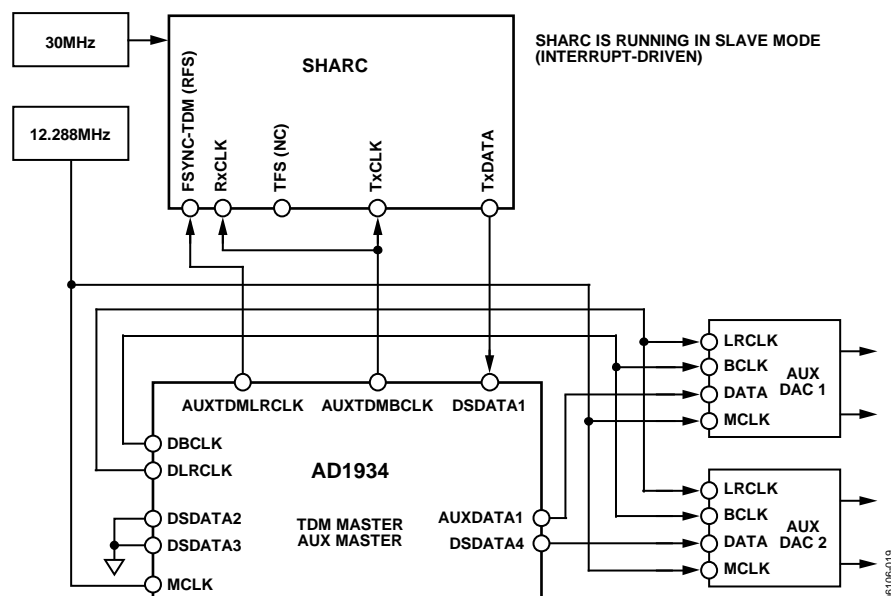 30MHz
12.288MHz
SHARC
SHARC IS RUNNING IN SLAVE MODE
(INTERRUPT-DRIVEN)
FSYNC-TDM (RFS)
RxCLK
TFS (NC)
TxCLK
TxDATA
AUXTDMLRCLK
AUXTDMBCLK
DSDATA1
DBCLK
DLRCLK
DSDATA2
DSDATA3
MCLK
AD1934
TDM MASTER
AUX MASTER
AUXDATA1
DSDATA4
LRCLK
BCLK
DATA
MCLK
AUX
DAC 1
LRCLK
BCLK
DATA
MCLK
AUX
DAC 2
6106-019